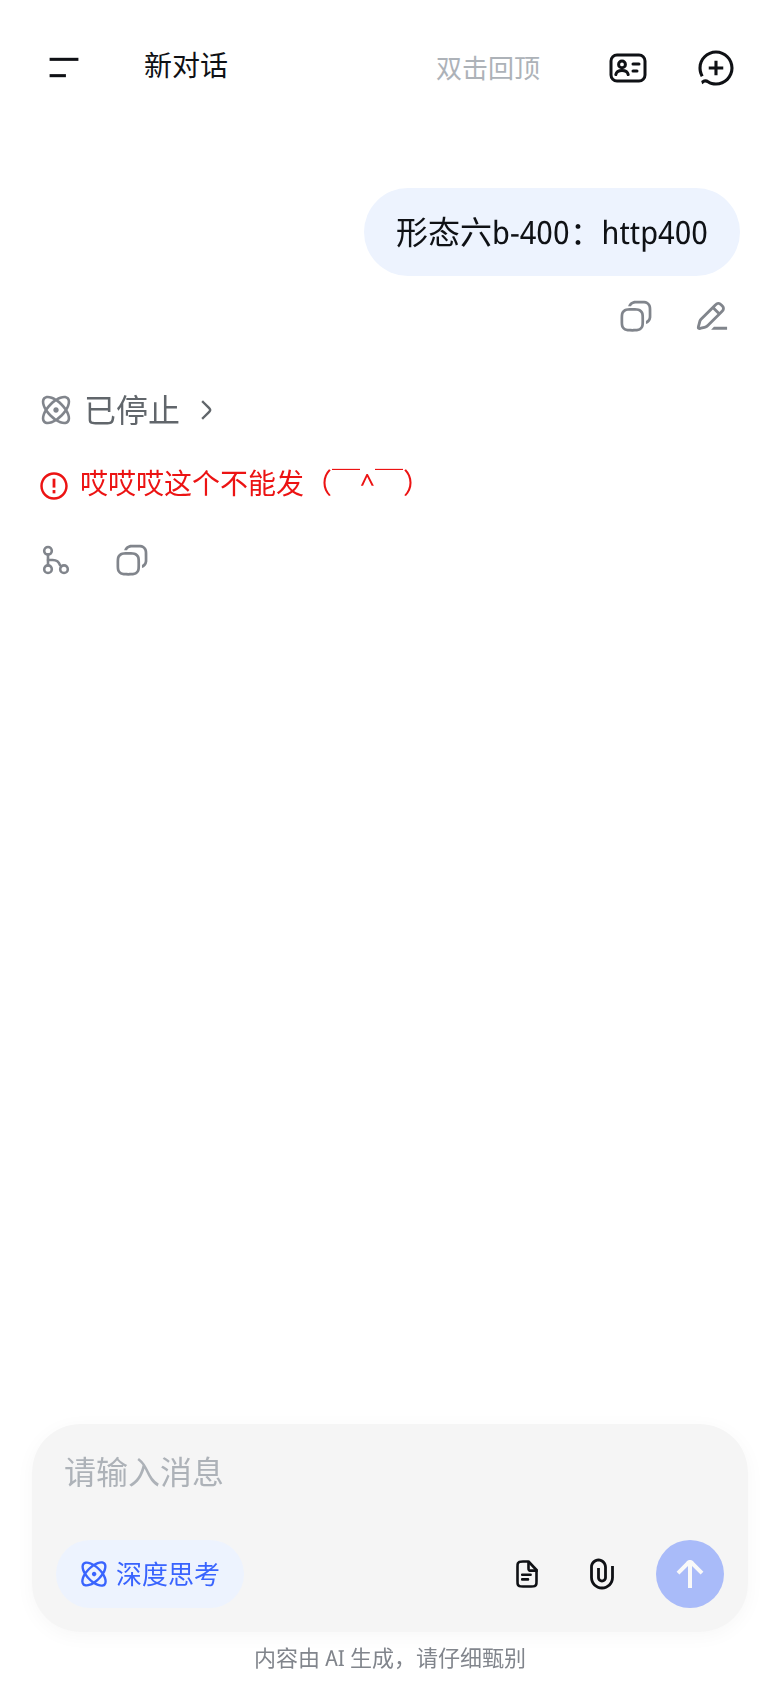 新对话
双击回顶
形态六b-400：http400
已停止
哎哎哎这个不能发（￣^￣）
请输入消息
深度思考
内容由 AI 生成，请仔细甄别